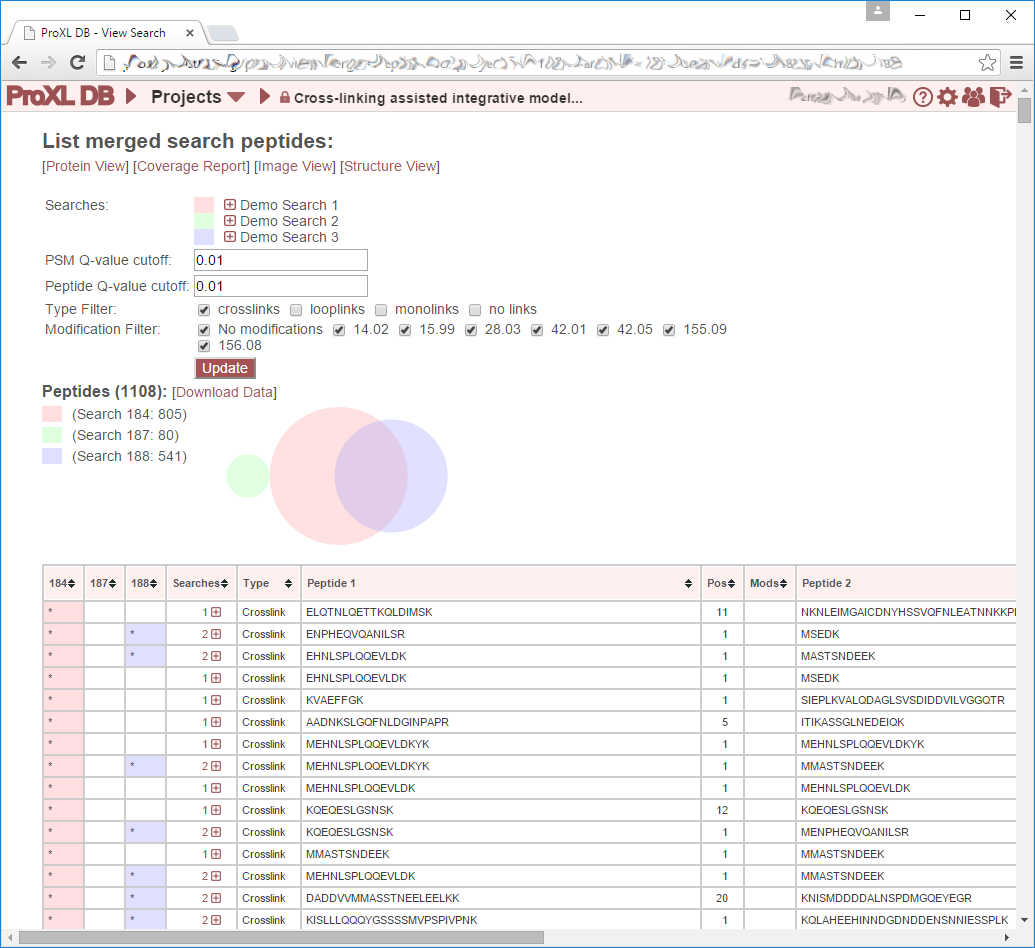 ProXL DB - View Search
ProXL DB Projects Cross-linking assisted integrative model...
List merged search peptides:
[Protein View] [Coverage Report] [Image View] [Structure View]
Searches: Demo Search 1
Demo Search 2
Demo Search 3
PSM Q-value cutoff: 0.01
Peptide Q-value cutoff: 0.01
Type Filter: crosslinks looplinks monolinks no links
Modification Filter: No modifications 14.02 15.99 28.03 42.01 42.05 155.09
156.08
Update
Peptides (1108): [Download Data]
(Search 184: 805)
(Search 187: 80)
(Search 188: 541)
184 187 188 Searches Type Peptide 1 Pos Mods Peptide 2
* 1 Crosslink ELQTNLQETTKQLDIMSK 11 NKNLEIMGAICDNYHSSVQFNLEATNNKKP
* * 2 Crosslink ENPHEQVQANILSR 1 MSEDK
* * 2 Crosslink EHNLSPLQQEVLDK 1 MASTSNDEEK
* 1 Crosslink EHNLSPLQQEVLDK 1 MSEDK
* 1 Crosslink KVAEFFGK 1 SIEPLKVALQDAGLSVSDIDDVILVGGQTR
* 1 Crosslink AADNKSLGQFNLDGINPAPR 5 ITIKASSGLNEDEIQK
* 1 Crosslink MEHNLSPLQQEVLDKYK 1 MEHNLSPLQQEVLDKYK
* * 2 Crosslink MEHNLSPLQQEVLDKYK 1 MMASTSNDEEK
* 1 Crosslink MEHNLSPLQQEVLDK 1 MEHNLSPLQQEVLDK
* 1 Crosslink KQEQESLGSNSK 12 KQEQESLGSNSK
* * 2 Crosslink KQEQESLGSNSK 1 MENPHEQVQANILSR
* 1 Crosslink MMASTSNDEEK 1 MMASTSNDEEK
* * 2 Crosslink MEHNLSPLQQEVLDK 1 MMASTSNDEEK
* * 2 Crosslink DADDVVMMASSTNEELEELKK 20 KNISMDDDDALNSPDMGQEYEGR
* * 2 Crosslink KISLLLQQQYGSSSSMVPSPIVPNK 1 KQLAHEEHINNDGDNDDENSNNIESSPLK